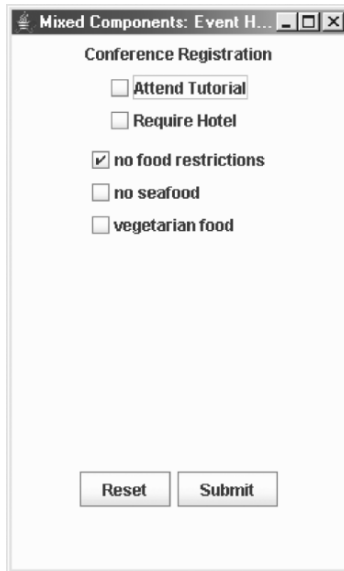 Mixed Components: Event H...
Conference Registration
Attend Tutorial
Require Hotel
no food restrictions
no seafood
vegetarian food
Reset Submit